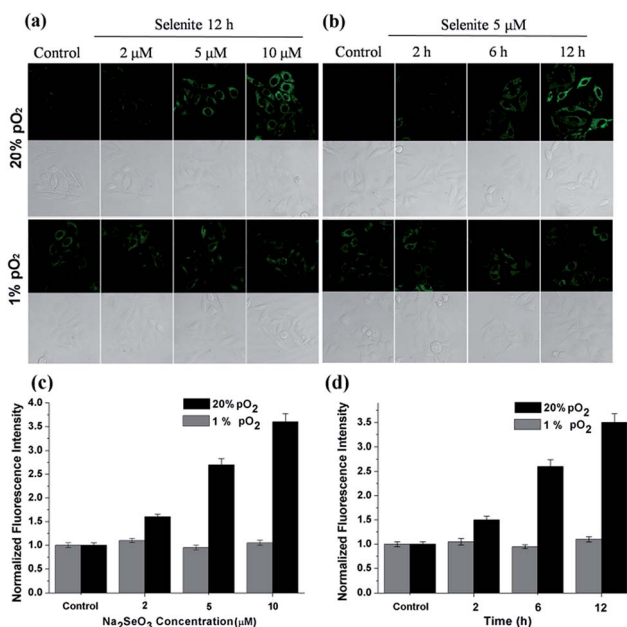 (a)
Selenite 12 h
Control 2 μM 5 μM 10 μM
20% pO₂
1% pO₂
(b)
Selenite 5 μM
Control 2 h 6 h 12 h
(c)
Normalized Fluorescence Intensity
4.0
3.5
3.0
2.5
2.0
1.5
1.0
0.5
0.0
20% pO₂
1 % pO₂
Control 2 5 10
Na₂SeO₃ Concentration(μM)
(d)
Normalized Fluorescence Intensity
3.5
3.0
2.5
2.0
1.5
1.0
0.5
0.0
20% pO₂
1 % pO₂
Control 2 6 12
Time (h)